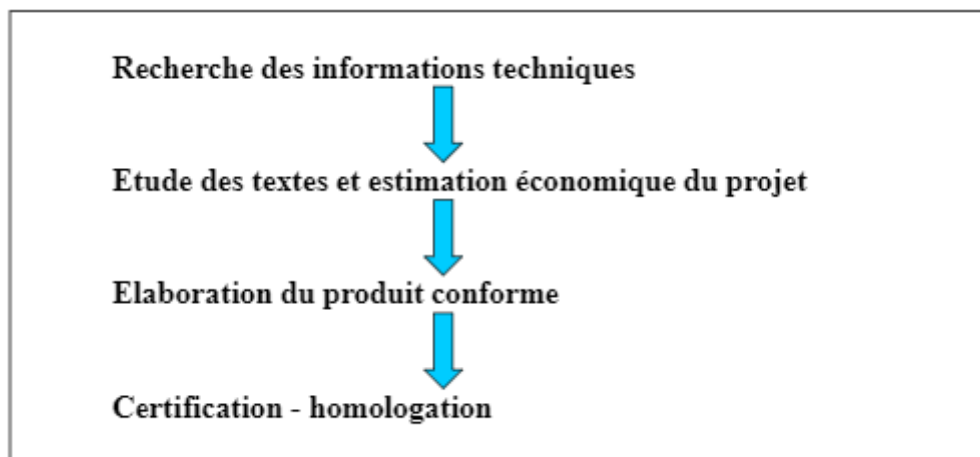 Recherche des informations techniques
Etude des textes et estimation économique du projet
Elaboration du produit conforme
Certification - homologation